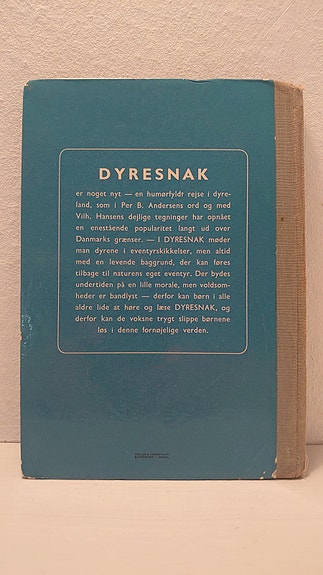 DYRESNAK
er noget nyt — en humørfyldt rejse i dyre-
land, som i Per B. Andersens ord og med
Vilh. Hansens dejlige tegninger har opnået
en enestående popularitet langt ud over
Danmarks grænser. — I DYRESNAK møder
man dyrene i eventyrskikkelser, men altid
med en levende baggrund, der kan føres
tilbage til naturens eget eventyr. Der bydes
undertiden på en lille morale, men voldsom-
heder er bandlyst — derfor kan børn i alle
aldre lide at høre og læse DYRESNAK, og
derfor kan de voksne trygt slippe børnene
løs i denne fornøjelige verden.